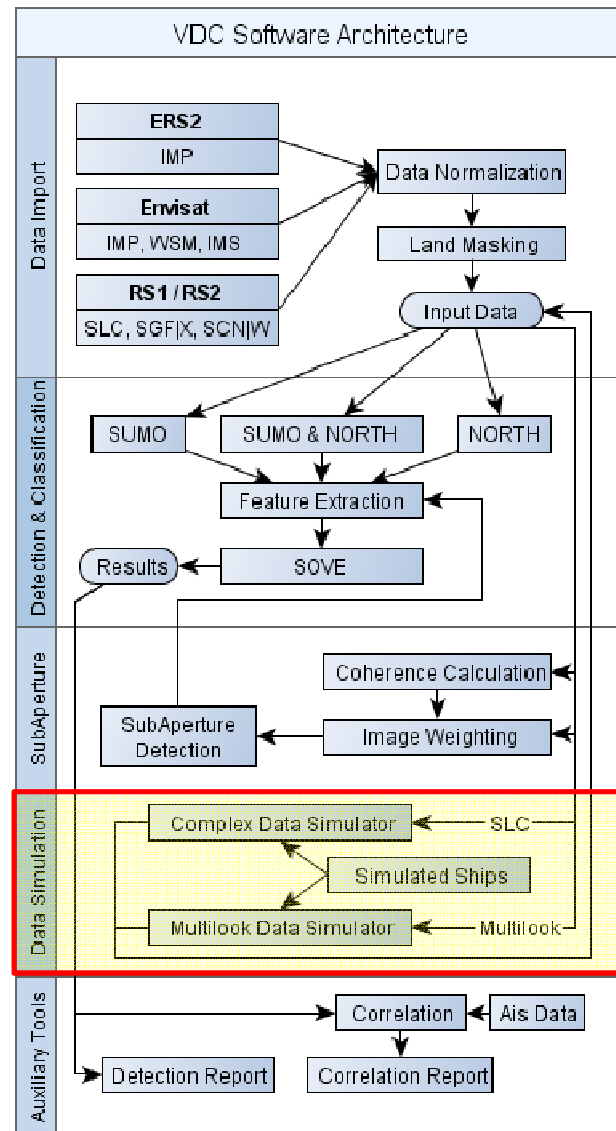 VDC Software Architecture
Data Import
ERS2
IMP
Envisat
IMP, WSM, IMS
RS1 / RS2
SLC, SGF|X, SCN|W
Data Normalization
Land Masking
Input Data
Detection & Classification
SUMO
SUMO & NORTH
NORTH
Feature Extraction
SOVE
Results
SubAperture
Coherence Calculation
Image Weighting
SubAperture
Detection
Data Simulation
Complex Data Simulator
SLC
Simulated Ships
Multilook Data Simulator
Multilook
Auxiliary Tools
Correlation
Ais Data
Detection Report
Correlation Report